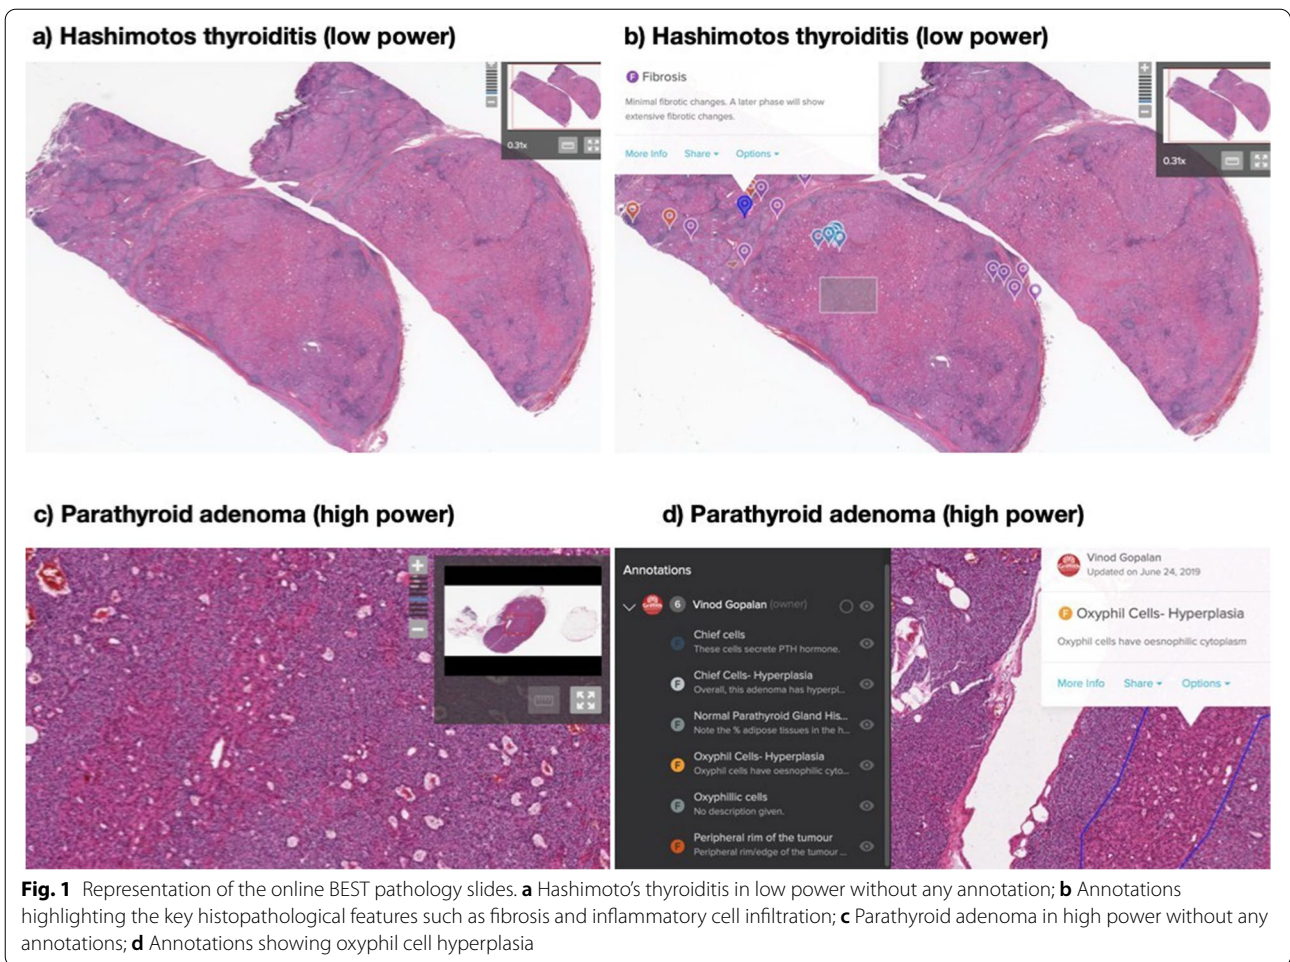 a) Hashimotos thyroiditis (low power)
b) Hashimotos thyroiditis (low power)
0.31x
F Fibrosis
Minimal fibrotic changes. A later phase will show
extensive fibrotic changes.
More Info Share Options
0.31x
c) Parathyroid adenoma (high power)
d) Parathyroid adenoma (high power)
Annotations
6 Vinod Gopalan (owner)
Chief cells
These cells secrete PTH hormone.
F Chief Cells- Hyperplasia
Overall, this adenoma has hyperpl...
F Normal Parathyroid Gland His...
Note the % adipose tissues in the h...
F Oxyphil Cells- Hyperplasia
Oxyphil cells have oesnophilic cyto...
F Oxyphillic cells
No description given.
F Peripheral rim of the tumour
Peripheral rim/edge of the tumour ...
Griffith Vinod Gopalan
Updated on June 24, 2019
F Oxyphil Cells- Hyperplasia
Oxyphil cells have oesnophilic cytoplasm
More Info Share Options
Fig. 1 Representation of the online BEST pathology slides. a Hashimoto's thyroiditis in low power without any annotation; b Annotations
highlighting the key histopathological features such as fibrosis and inflammatory cell infiltration; c Parathyroid adenoma in high power without any
annotations; d Annotations showing oxyphil cell hyperplasia